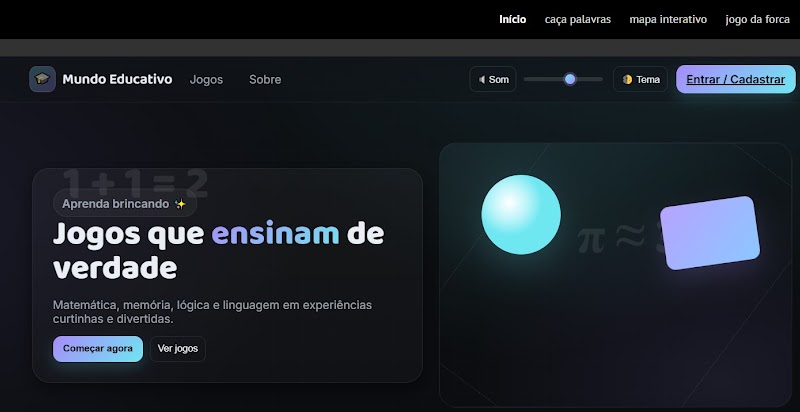 Início caça palavras mapa interativo jogo da forca
Mundo Educativo Jogos Sobre Som Tema Entrar / Cadastrar
1 + 1 = 2
Aprenda brincando
Jogos que ensinam de
verdade
π ≈
Matemática, memória, lógica e linguagem em experiências
curtinhas e divertidas.
Começar agora Ver jogos